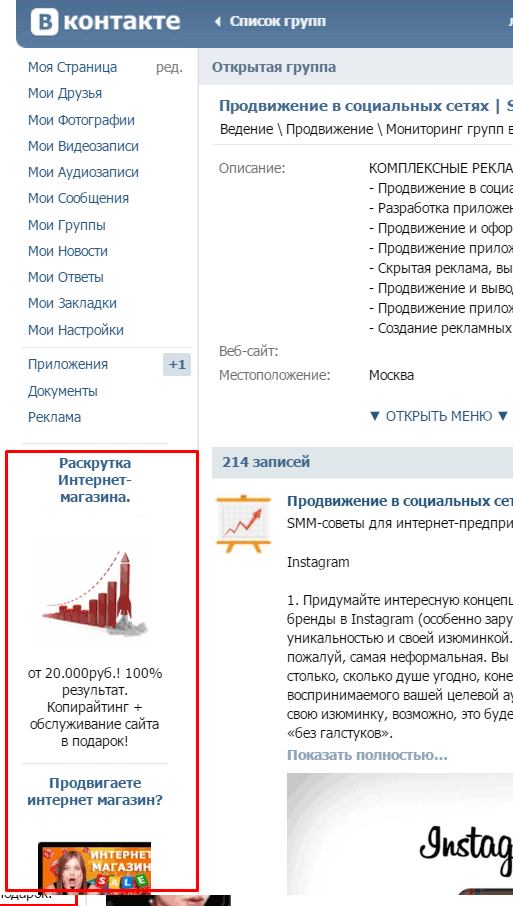 В контакте
Список групп
Моя Страница ред.
Мои Друзья
Мои Фотографии
Мои Видеозаписи
Мои Аудиозаписи
Мои Сообщения
Мои Группы
Мои Новости
Мои Ответы
Мои Закладки
Мои Настройки
Приложения +1
Документы
Реклама
Раскрутка
Интернет-
магазина.
от 20.000руб.! 100%
результат.
Копирайтинг +
обслуживание сайта
в подарок!
Продвигаете
интернет магазин?
ИНТЕРНЕТ
МАГАЗИН
SALE
Открытая группа
Продвижение в социальных сетях | S
Ведение \ Продвижение \ Мониторинг групп в
Описание:
КОМПЛЕКСНЫЕ РЕКЛА
- Продвижение в социа
- Разработка приложен
- Продвижение и офор
- Продвижение прилож
- Скрытая реклама, вы
- Продвижение и вывод
- Продвижение прилож
- Создание рекламных
Веб-сайт:
Местоположение: Москва
▼ ОТКРЫТЬ МЕНЮ ▼
214 записей
Продвижение в социальных сет
SMM-советы для интернет-предпри
Instagram
1. Придумайте интересную концепц
бренды в Instagram (особенно зару
уникальностью и своей изюминкой.
пожалуй, самая неформальная. Вы
столько, сколько душе угодно, коне
воспринимаемого вашей целевой ау
свою изюминку, возможно, это буде
«без галстуков».
Показать полностью...
Instag